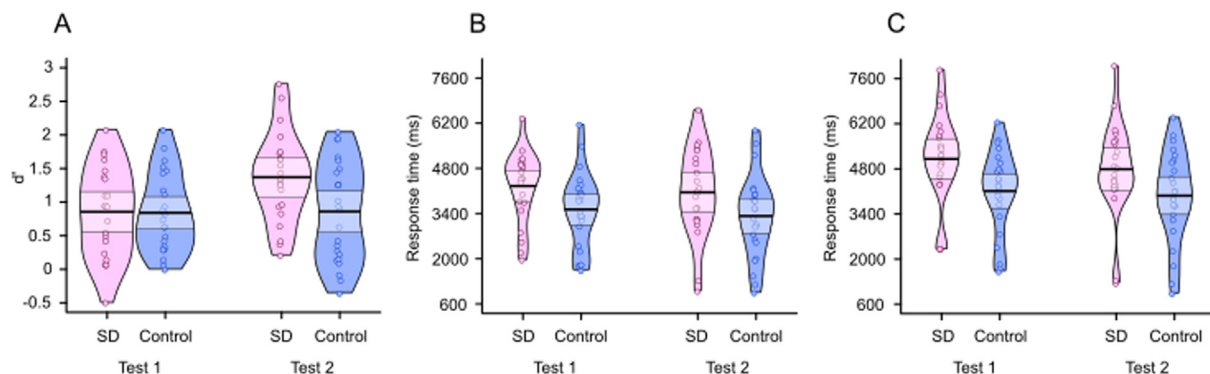 A
d'
3
2.5
2
1.5
1
0.5
0
-0.5
SD Control SD Control
Test 1 Test 2
B
Response time (ms)
7600
6200
4800
3400
2000
600
SD Control SD Control
Test 1 Test 2
C
Response time (ms)
7600
6200
4800
3400
2000
600
SD Control SD Control
Test 1 Test 2